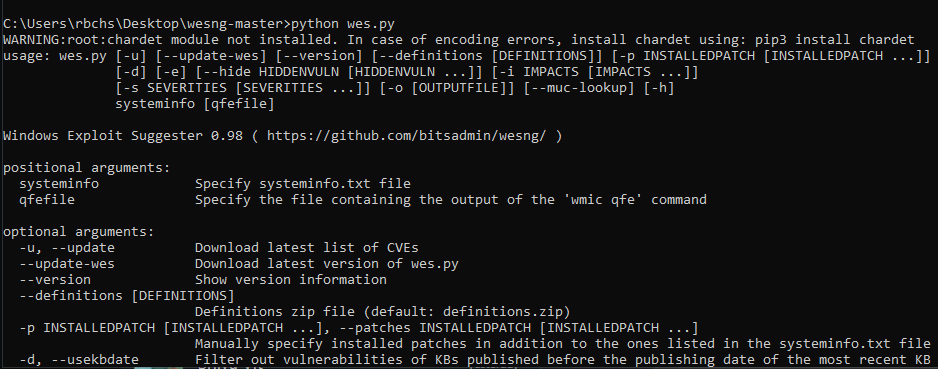 C:\Users\rbchs\Desktop\wesng-master>python wes.py
WARNING:root:chardet module not installed. In case of encoding errors, install chardet using: pip3 install chardet
usage: wes.py [-u] [--update-wes] [--version] [--definitions [DEFINITIONS]] [-p INSTALLEDPATCH [INSTALLEDPATCH ...]]
[-d] [-e] [--hide HIDDENVULN [HIDDENVULN ...]] [-i IMPACTS [IMPACTS ...]]
[-s SEVERITIES [SEVERITIES ...]] [-o [OUTPUTFILE]] [--muc-lookup] [-h]
systeminfo [qfefile]
Windows Exploit Suggester 0.98 ( https://github.com/bitsadmin/wesng/ )
positional arguments:
systeminfo Specify systeminfo.txt file
qfefile Specify the file containing the output of the 'wmic qfe' command
optional arguments:
-u, --update Download latest list of CVEs
--update-wes Download latest version of wes.py
--version Show version information
--definitions [DEFINITIONS]
Definitions zip file (default: definitions.zip)
-p INSTALLEDPATCH [INSTALLEDPATCH ...], --patches INSTALLEDPATCH [INSTALLEDPATCH ...]
Manually specify installed patches in addition to the ones listed in the systeminfo.txt file
-d, --usekbdate Filter out vulnerabilities of KBs published before the publishing date of the most recent KB